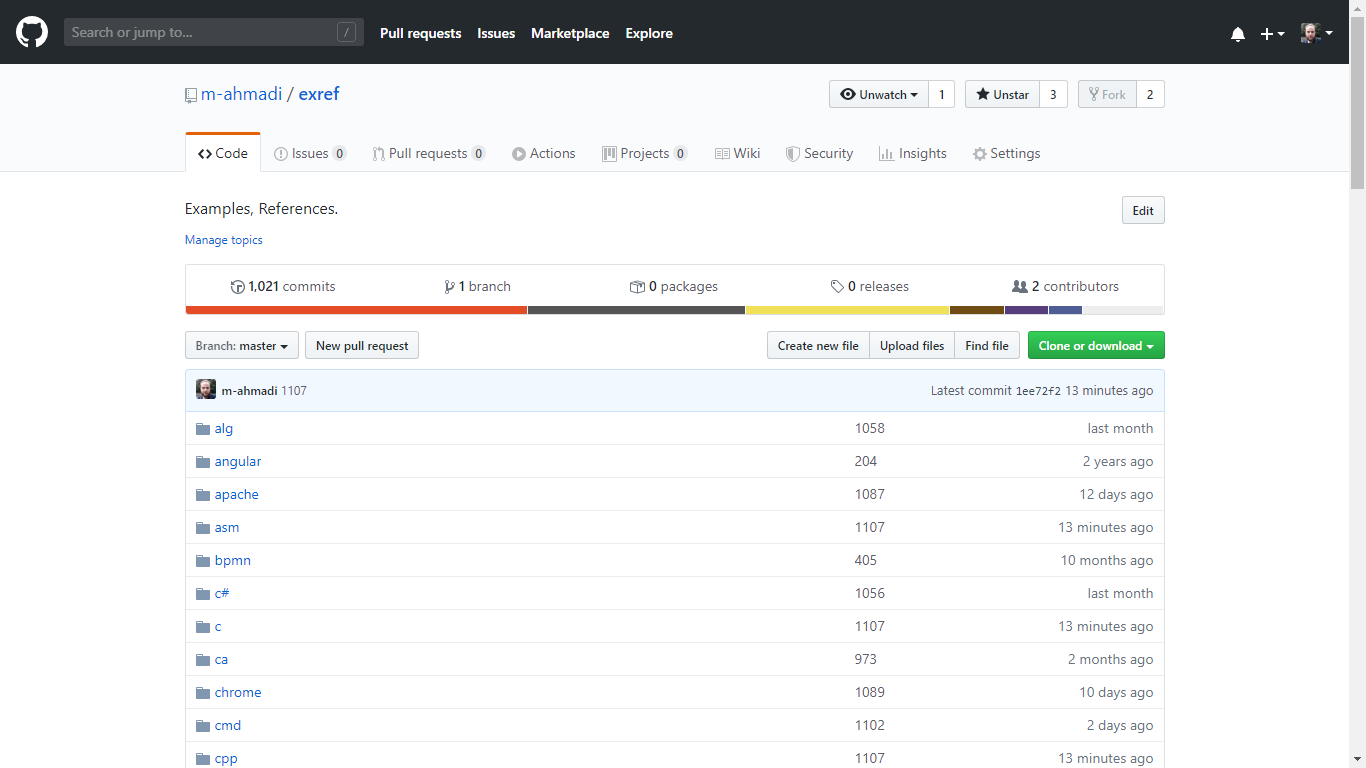 Search or jump to... / Pull requests Issues Marketplace Explore
m-ahmadi / exref Unwatch 1 Unstar 3 Fork 2
Code Issues 0 Pull requests 0 Actions Projects 0 Wiki Security Insights Settings
Examples, References. Edit
Manage topics
1,021 commits 1 branch 0 packages 0 releases 2 contributors
Branch: master New pull request Create new file Upload files Find file Clone or download
m-ahmadi 1107 Latest commit 1ee72f2 13 minutes ago
alg 1058 last month
angular 204 2 years ago
apache 1087 12 days ago
asm 1107 13 minutes ago
bpmn 405 10 months ago
c# 1056 last month
c 1107 13 minutes ago
ca 973 2 months ago
chrome 1089 10 days ago
cmd 1102 2 days ago
cpp 1107 13 minutes ago